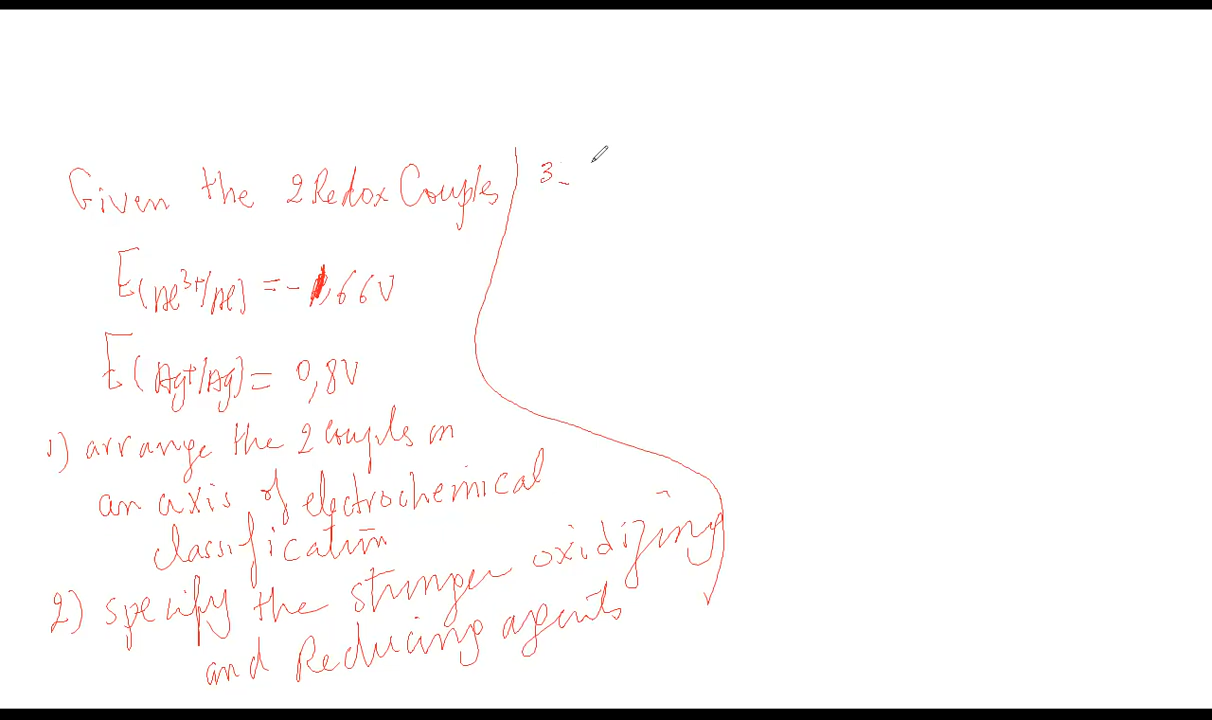 Given the 2 Redox Couples
E(Al³⁺/Al) = -1,66V
E(Ag⁺/Ag) = 0,8V
1) arrange the 2 couples on
an axis of electrochemical
classification
2) specify the stronger oxidizing
and Reducing agents
3-